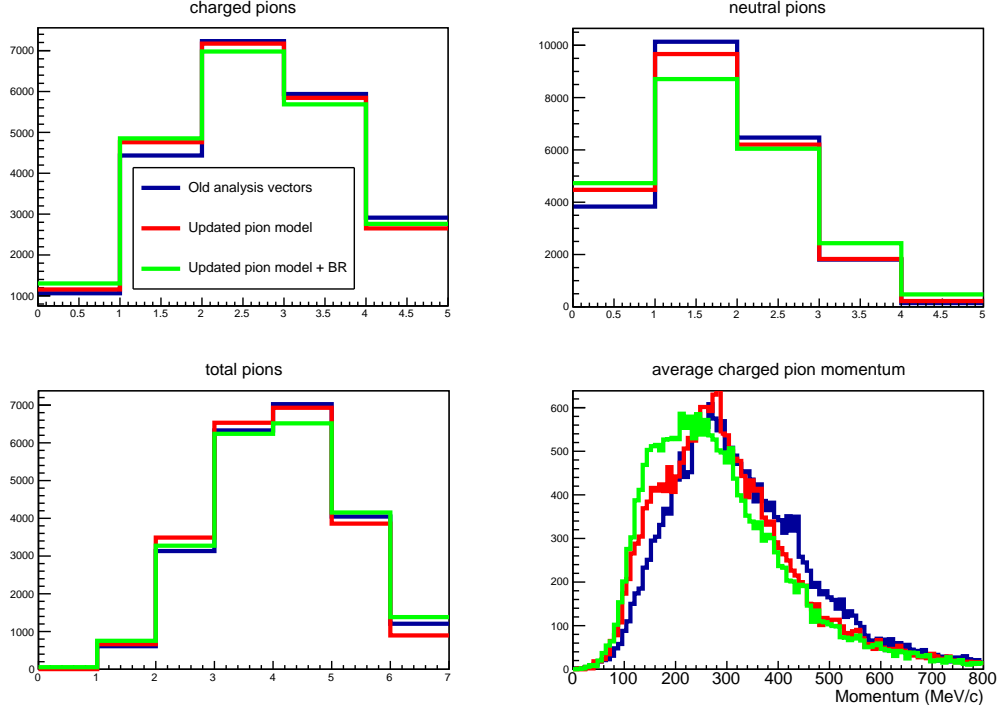 charged pions
7000
6000
5000
4000
3000
2000
1000
0 0.5 1 1.5 2 2.5 3 3.5 4 4.5 5
Old analysis vectors
Updated pion model
Updated pion model + BR
neutral pions
10000
8000
6000
4000
2000
0
0 0.5 1 1.5 2 2.5 3 3.5 4 4.5 5
total pions
7000
6000
5000
4000
3000
2000
1000
0
0 1 2 3 4 5 6 7
average charged pion momentum
600
500
400
300
200
100
0
0 100 200 300 400 500 600 700 800
Momentum (MeV/c)